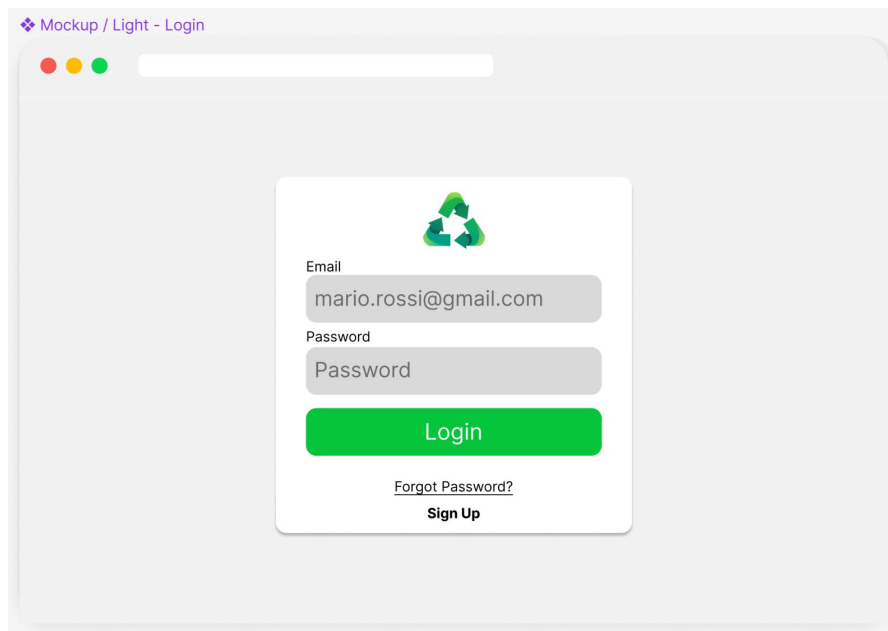 Mockup / Light - Login
Email
mario.rossi@gmail.com
Password
Password
Login
Forgot Password?
Sign Up